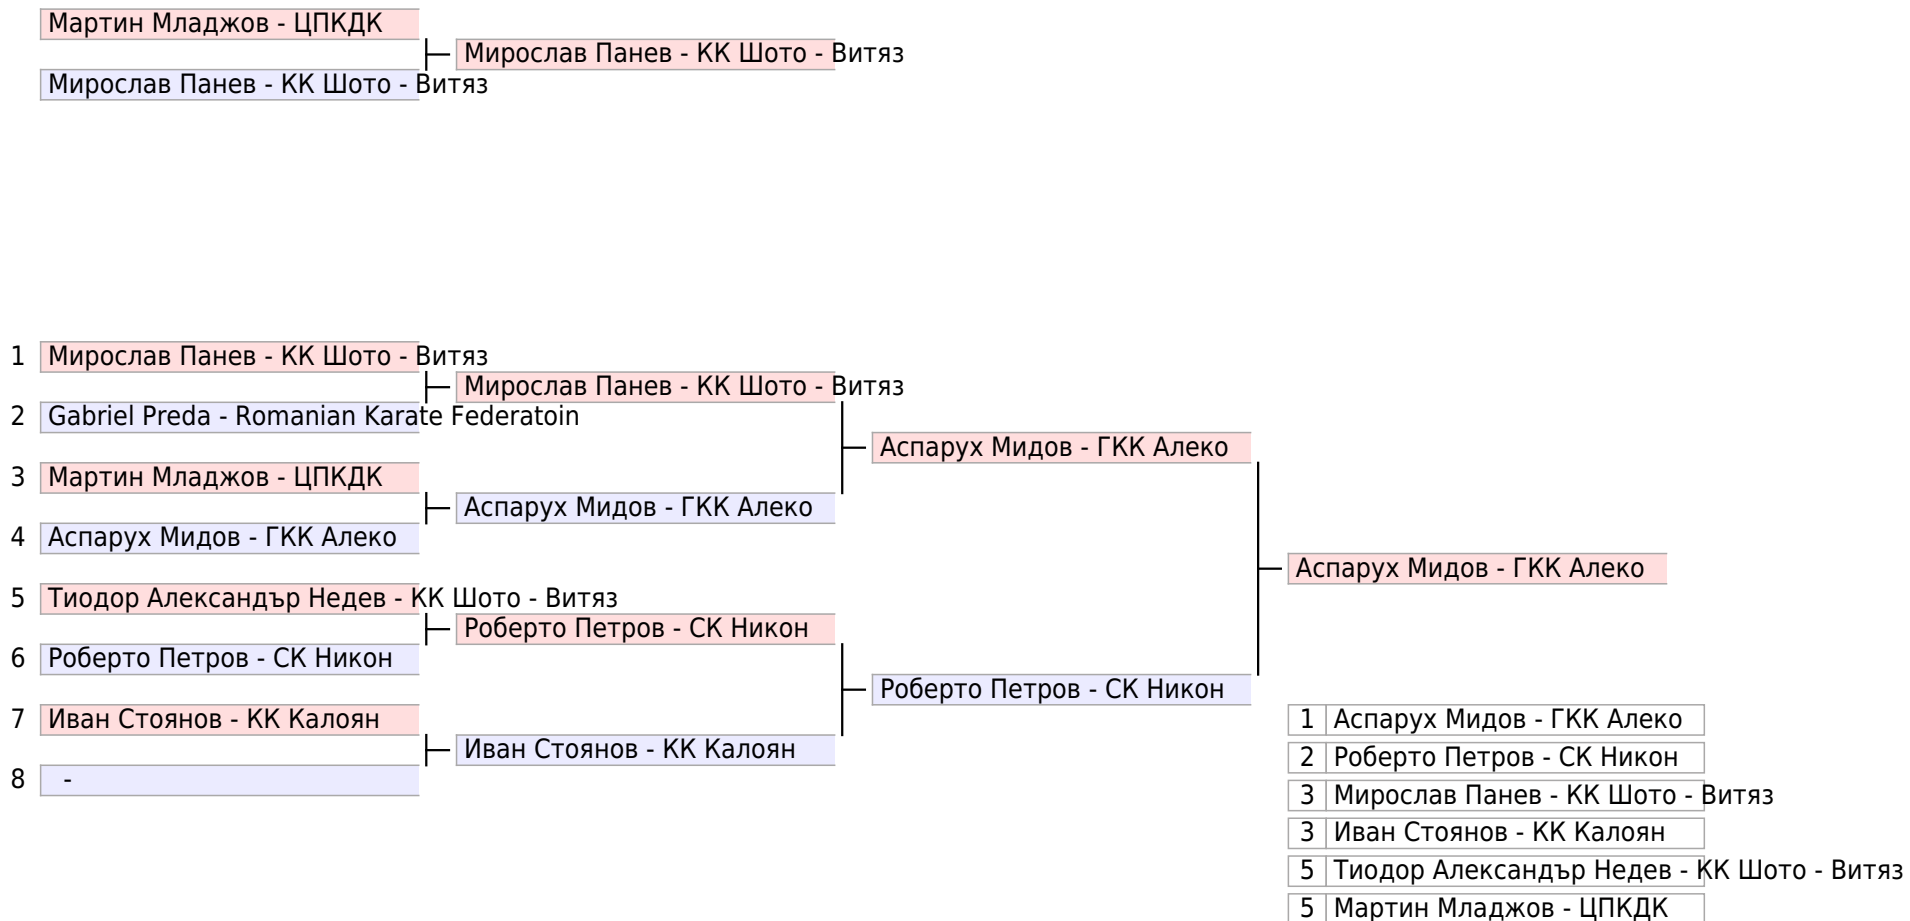 Мартин Младжов - ЦПКДК
Мирослав Панев - КК Шото - Витяз
Мирослав Панев - КК Шото - Витяз
1 Мирослав Панев - КК Шото - Витяз
Мирослав Панев - КК Шото - Витяз
2 Gabriel Preda - Romanian Karate Federatoin
Аспарух Мидов - ГКК Алеко
3 Мартин Младжов - ЦПКДК
Аспарух Мидов - ГКК Алеко
4 Аспарух Мидов - ГКК Алеко
Аспарух Мидов - ГКК Алеко
5 Тиодор Александър Недев - КК Шото - Витяз
Роберто Петров - СК Никон
6 Роберто Петров - СК Никон
Роберто Петров - СК Никон
7 Иван Стоянов - КК Калоян
Иван Стоянов - КК Калоян
8 -
1 Аспарух Мидов - ГКК Алеко
2 Роберто Петров - СК Никон
3 Мирослав Панев - КК Шото - Витяз
3 Иван Стоянов - КК Калоян
5 Тиодор Александър Недев - КК Шото - Витяз
5 Мартин Младжов - ЦПКДК